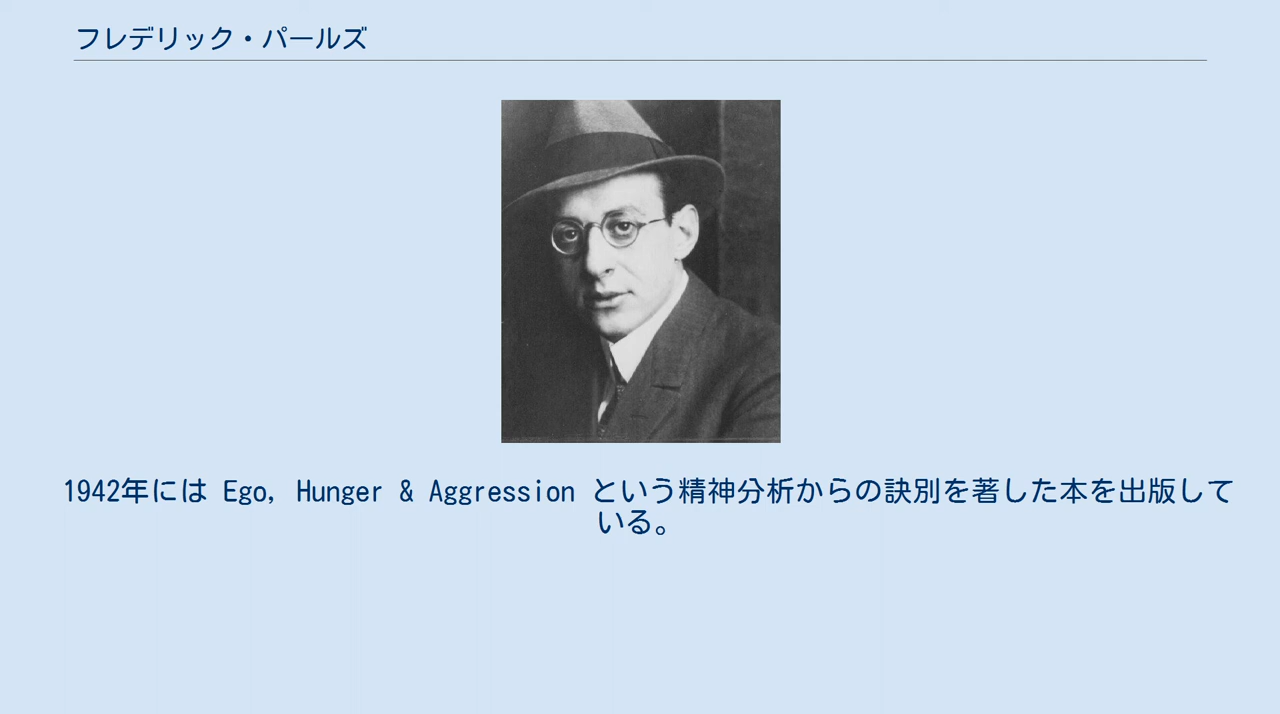 フレデリック・パールズ
1942年には Ego, Hunger & Aggression という精神分析からの訣別を著した本を出版して
いる。